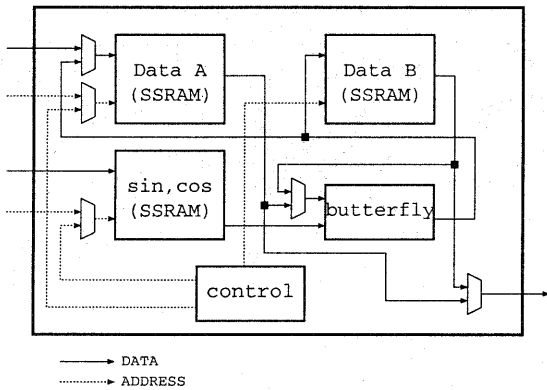 Data A
(SSRAM)
Data B
(SSRAM)
sin,cos
(SSRAM)
butterfly
control
DATA
ADDRESS